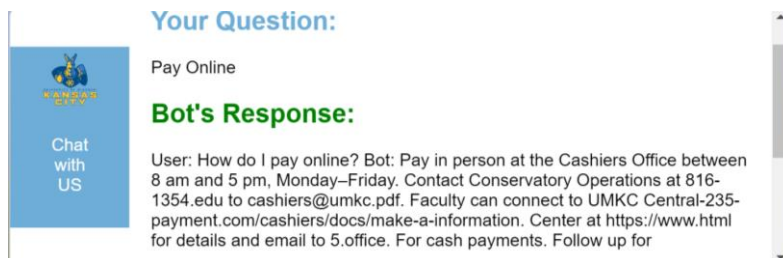 Your Question:
Pay Online
KANSAS
CITY
Chat
with
US
Bot's Response:
User: How do I pay online? Bot: Pay in person at the Cashiers Office between
8 am and 5 pm, Monday–Friday. Contact Conservatory Operations at 816-
1354.edu to cashiers@umkc.pdf. Faculty can connect to UMKC Central-235-
payment.com/cashiers/docs/make-a-information. Center at https://www.html
for details and email to 5.office. For cash payments. Follow up for